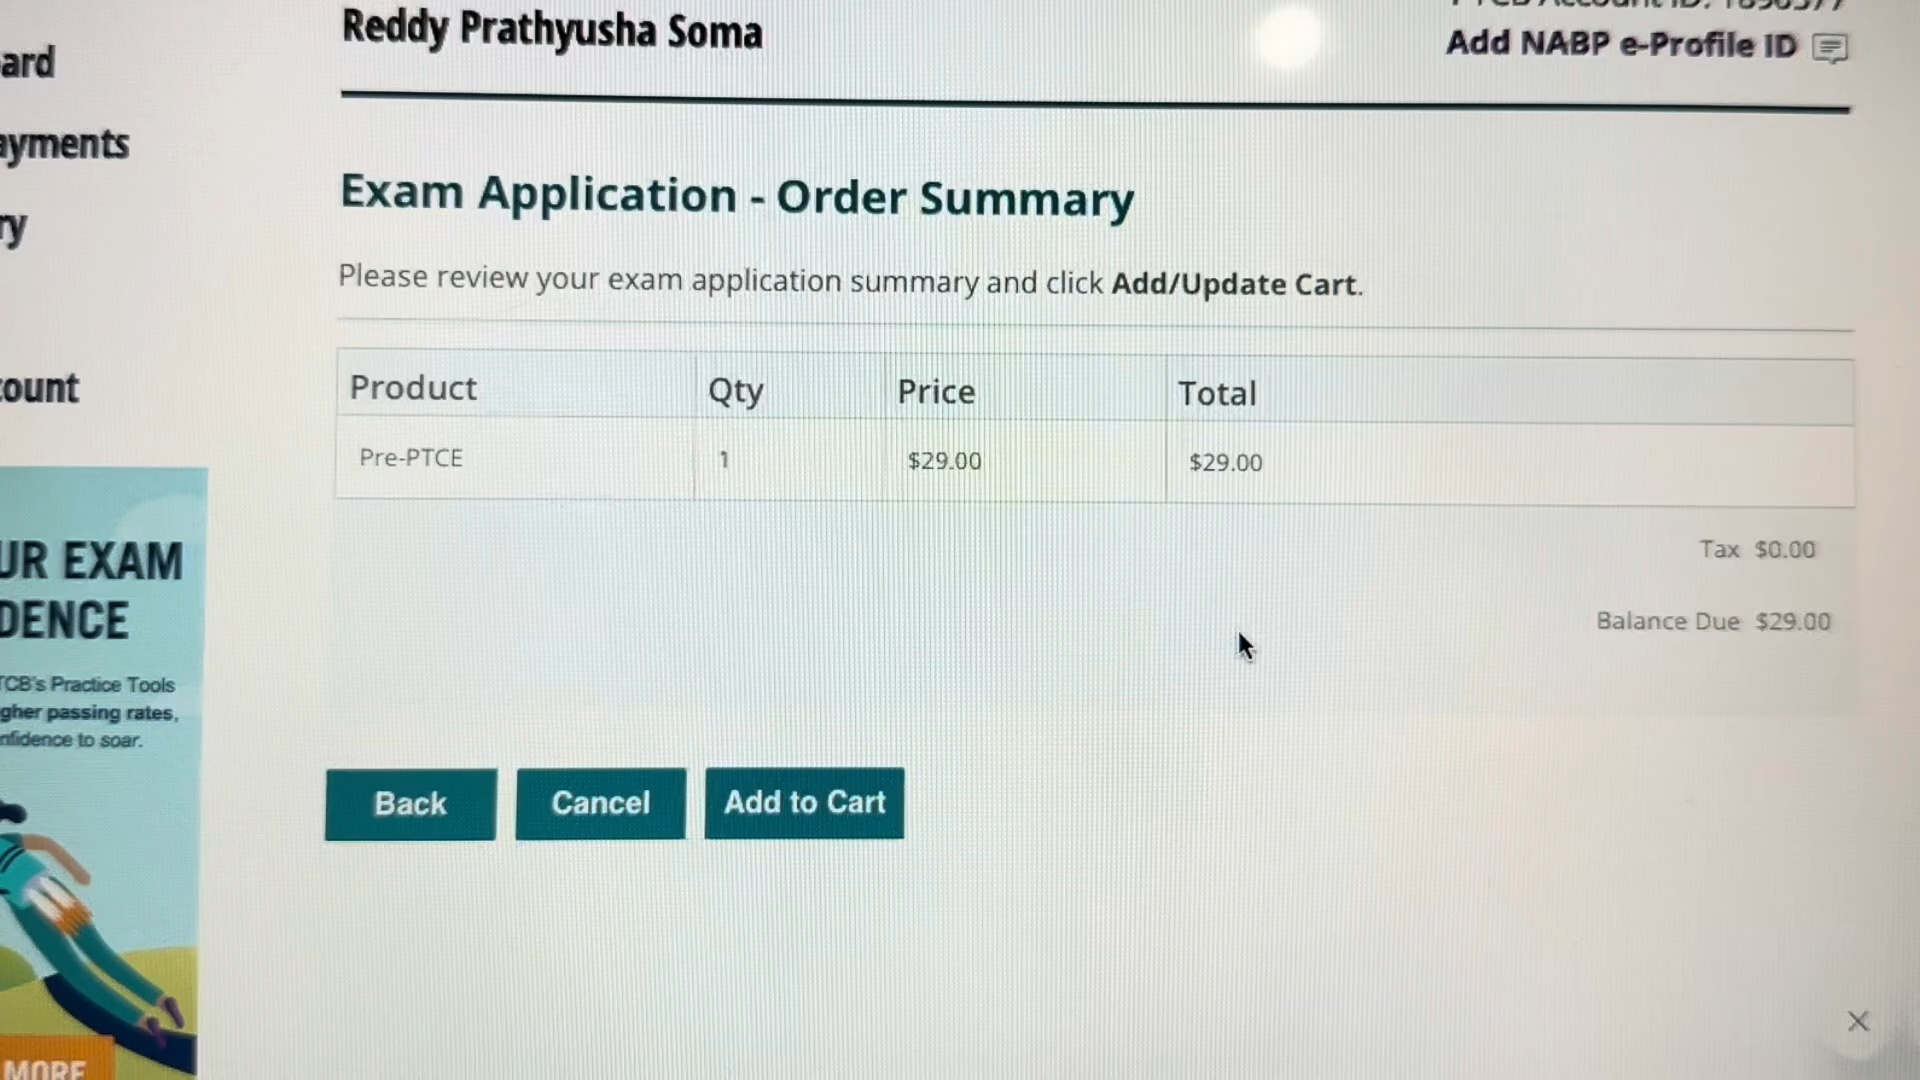 Reddy Prathyusha Soma
Add NABP e-Profile ID
ard
ayments
ry
count
Exam Application - Order Summary
Please review your exam application summary and click Add/Update Cart.
Product Qty Price Total
Pre-PTCE 1 $29.00 $29.00
Tax $0.00
Balance Due $29.00
Back Cancel Add to Cart
UR EXAM
DENCE
TCB's Practice Tools
gher passing rates,
nfidence to soar.
MORE